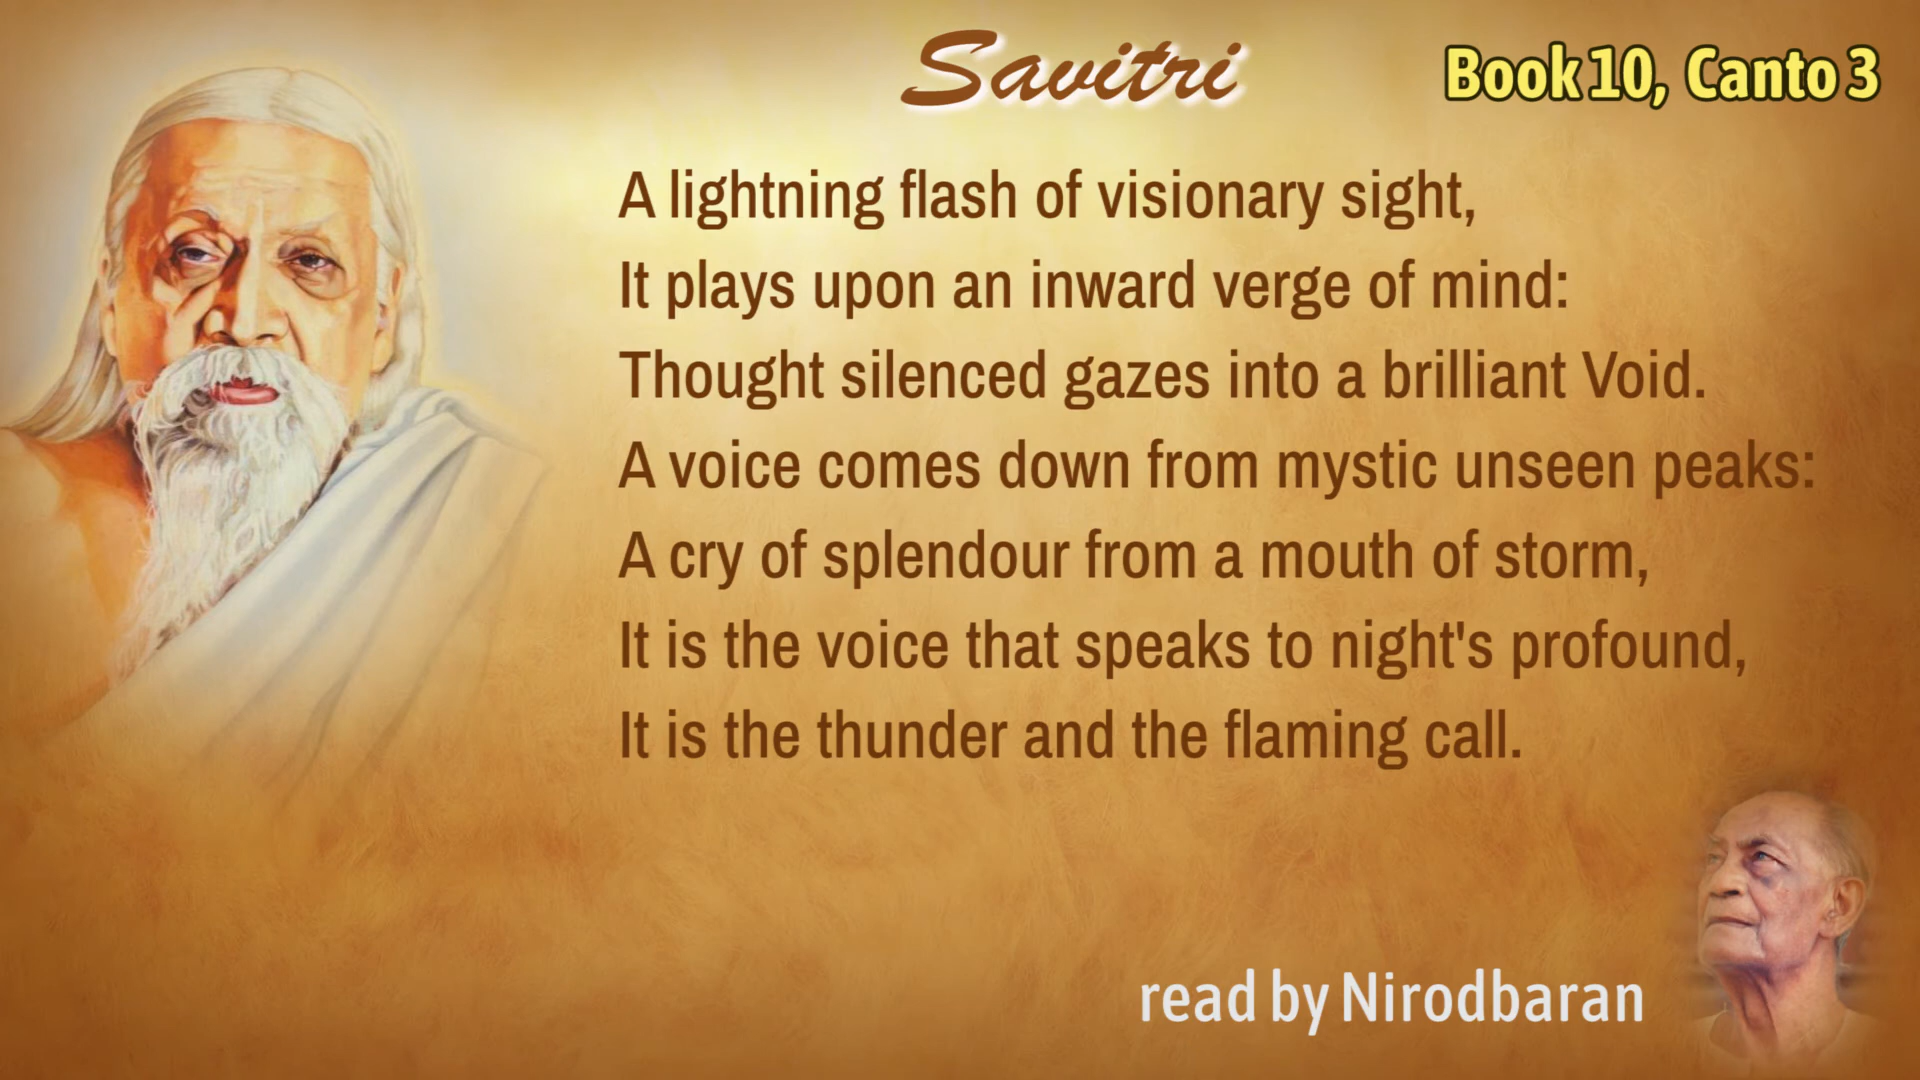 Savitri
Book 10, Canto 3
A lightning flash of visionary sight,
It plays upon an inward verge of mind:
Thought silenced gazes into a brilliant Void.
A voice comes down from mystic unseen peaks:
A cry of splendour from a mouth of storm,
It is the voice that speaks to night's profound,
It is the thunder and the flaming call.
read by Nirodbaran